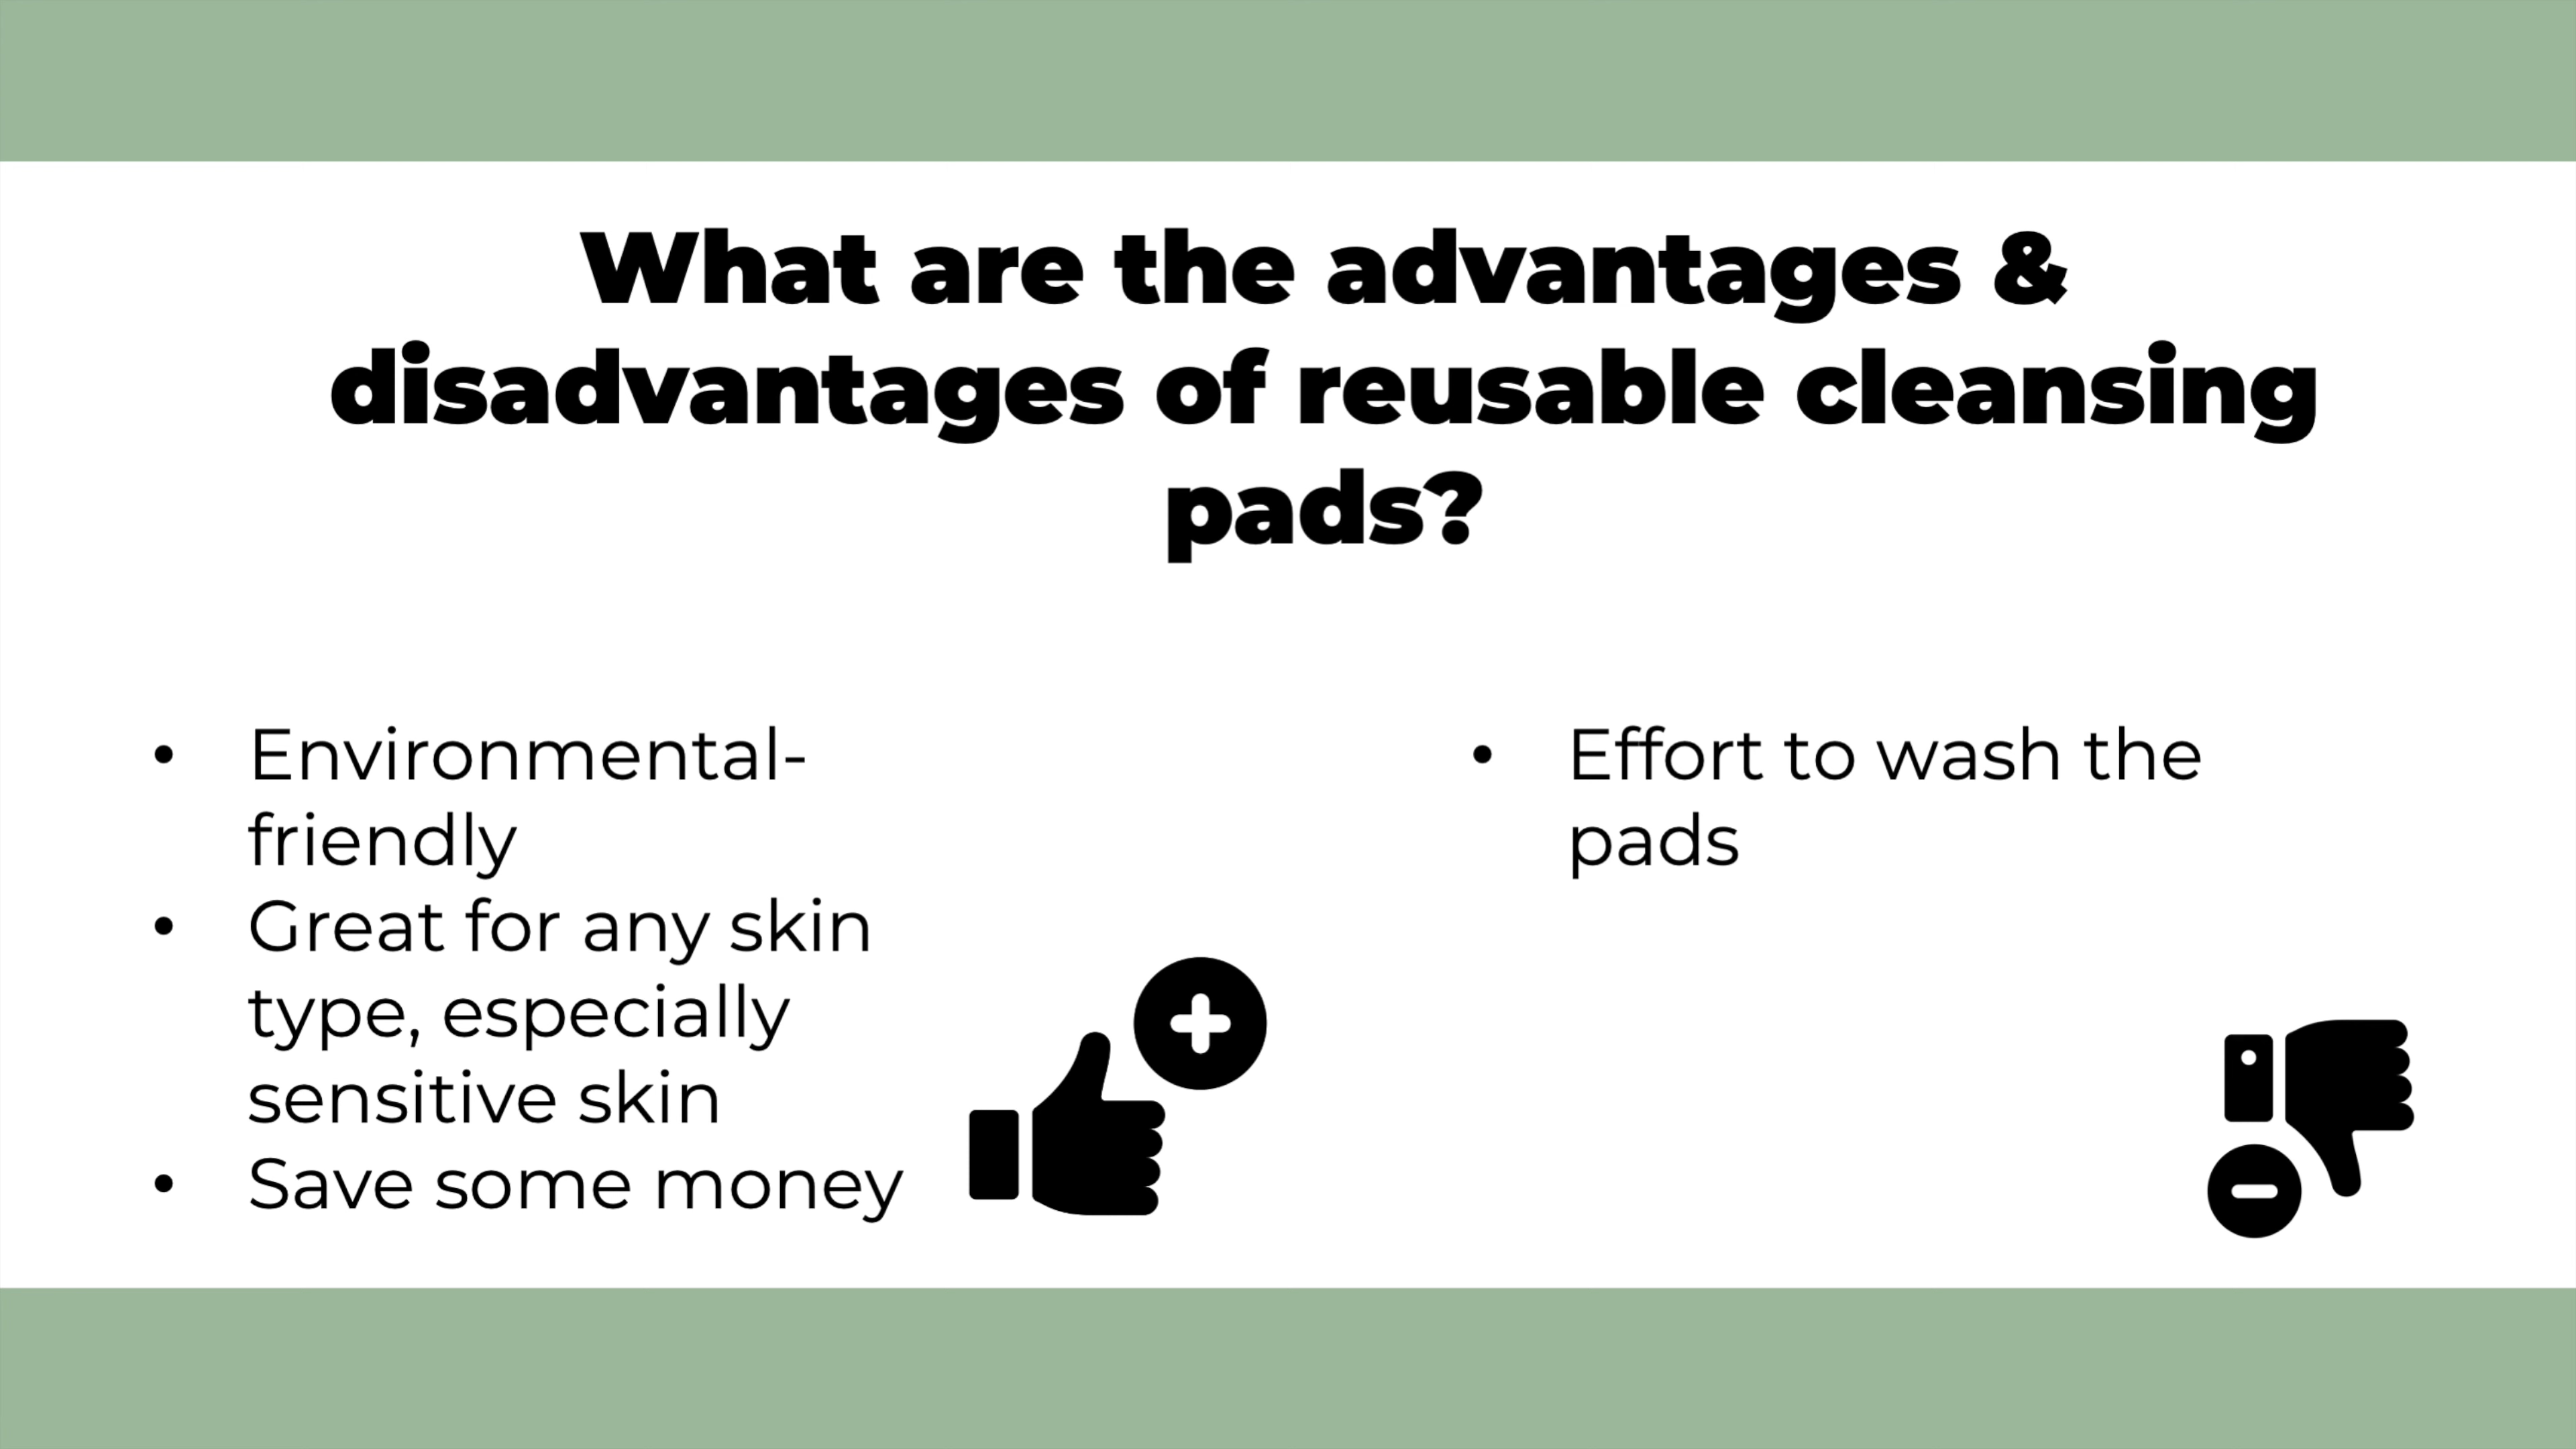 What are the advantages &
disadvantages of reusable cleansing
pads?
• Environmental-
friendly
• Great for any skin
type, especially
sensitive skin
• Save some money
• Effort to wash the
pads